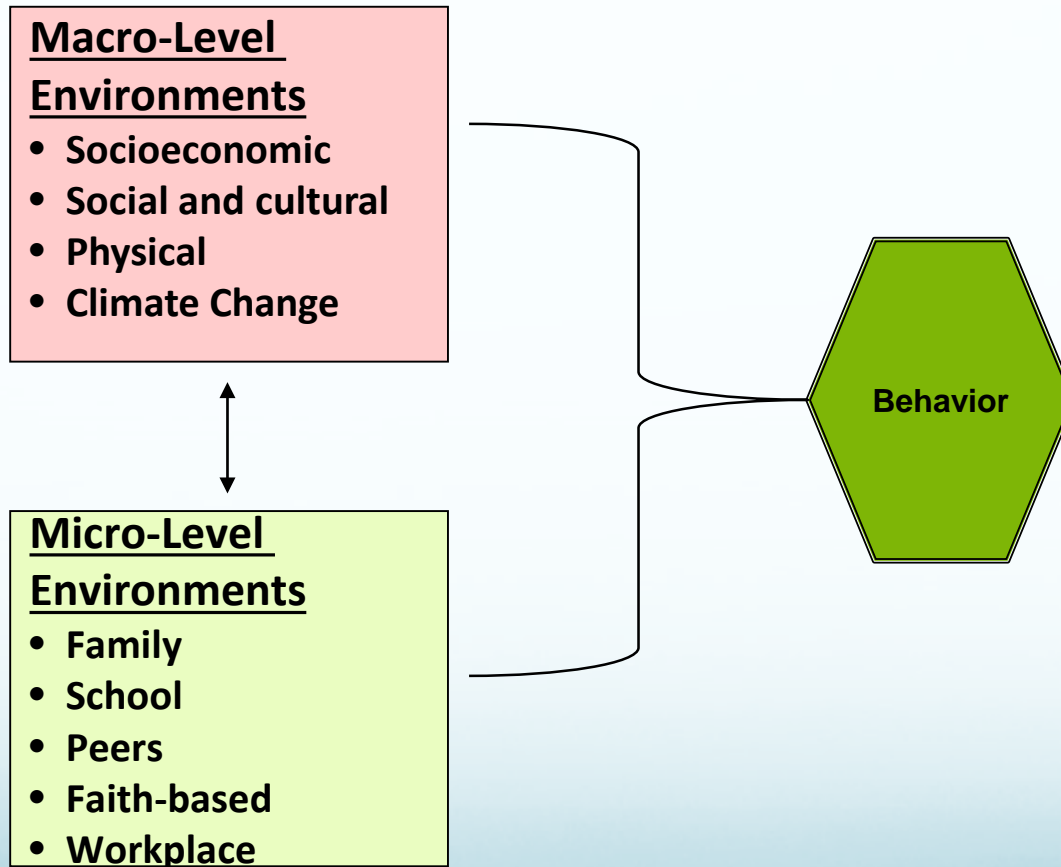 Macro-Level
Environments
• Socioeconomic
• Social and cultural
• Physical
• Climate Change
Behavior
Micro-Level
Environments
• Family
• School
• Peers
• Faith-based
• Workplace